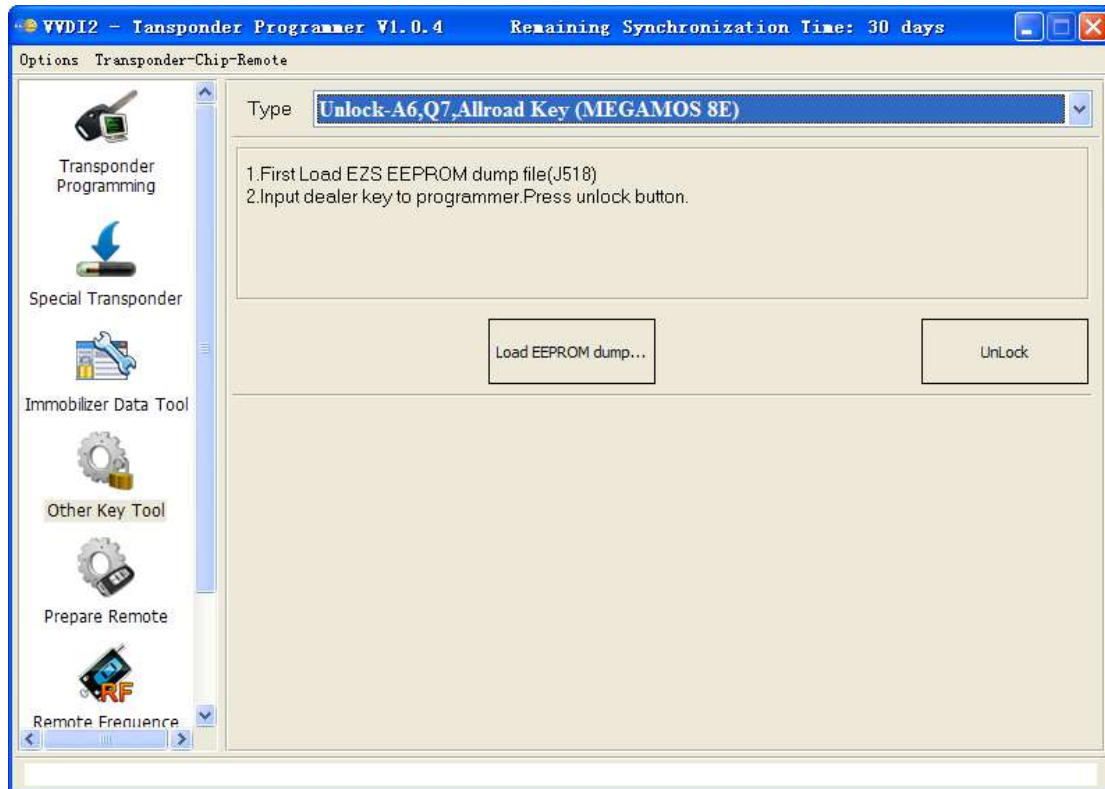 VVDI2 - Tansponder Programmer V1.0.4 Remaining Synchronization Time: 30 days
Options Transponder-Chip-Remote
Transponder
Programming
Special Transponder
Immobilizer Data Tool
Other Key Tool
Prepare Remote
RF
Remote Frequence
Type Unlock-A6,Q7,Allroad Key (MEGAMOS 8E)
1.First Load EZS EEPROM dump file(J518)
2.Input dealer key to programmer.Press unlock button.
Load EEPROM dump...
UnLock